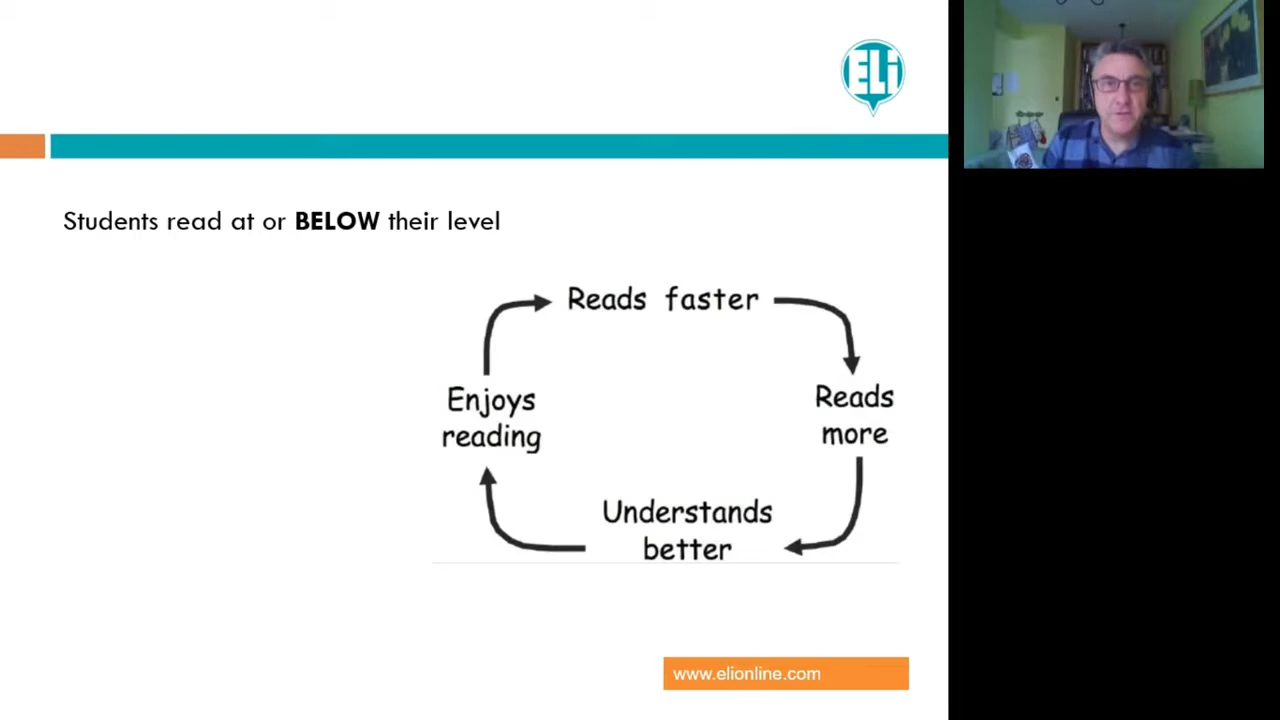 ELi
Students read at or BELOW their level
Reads faster
Enjoys
reading
Reads
more
Understands
better
www.elionline.com